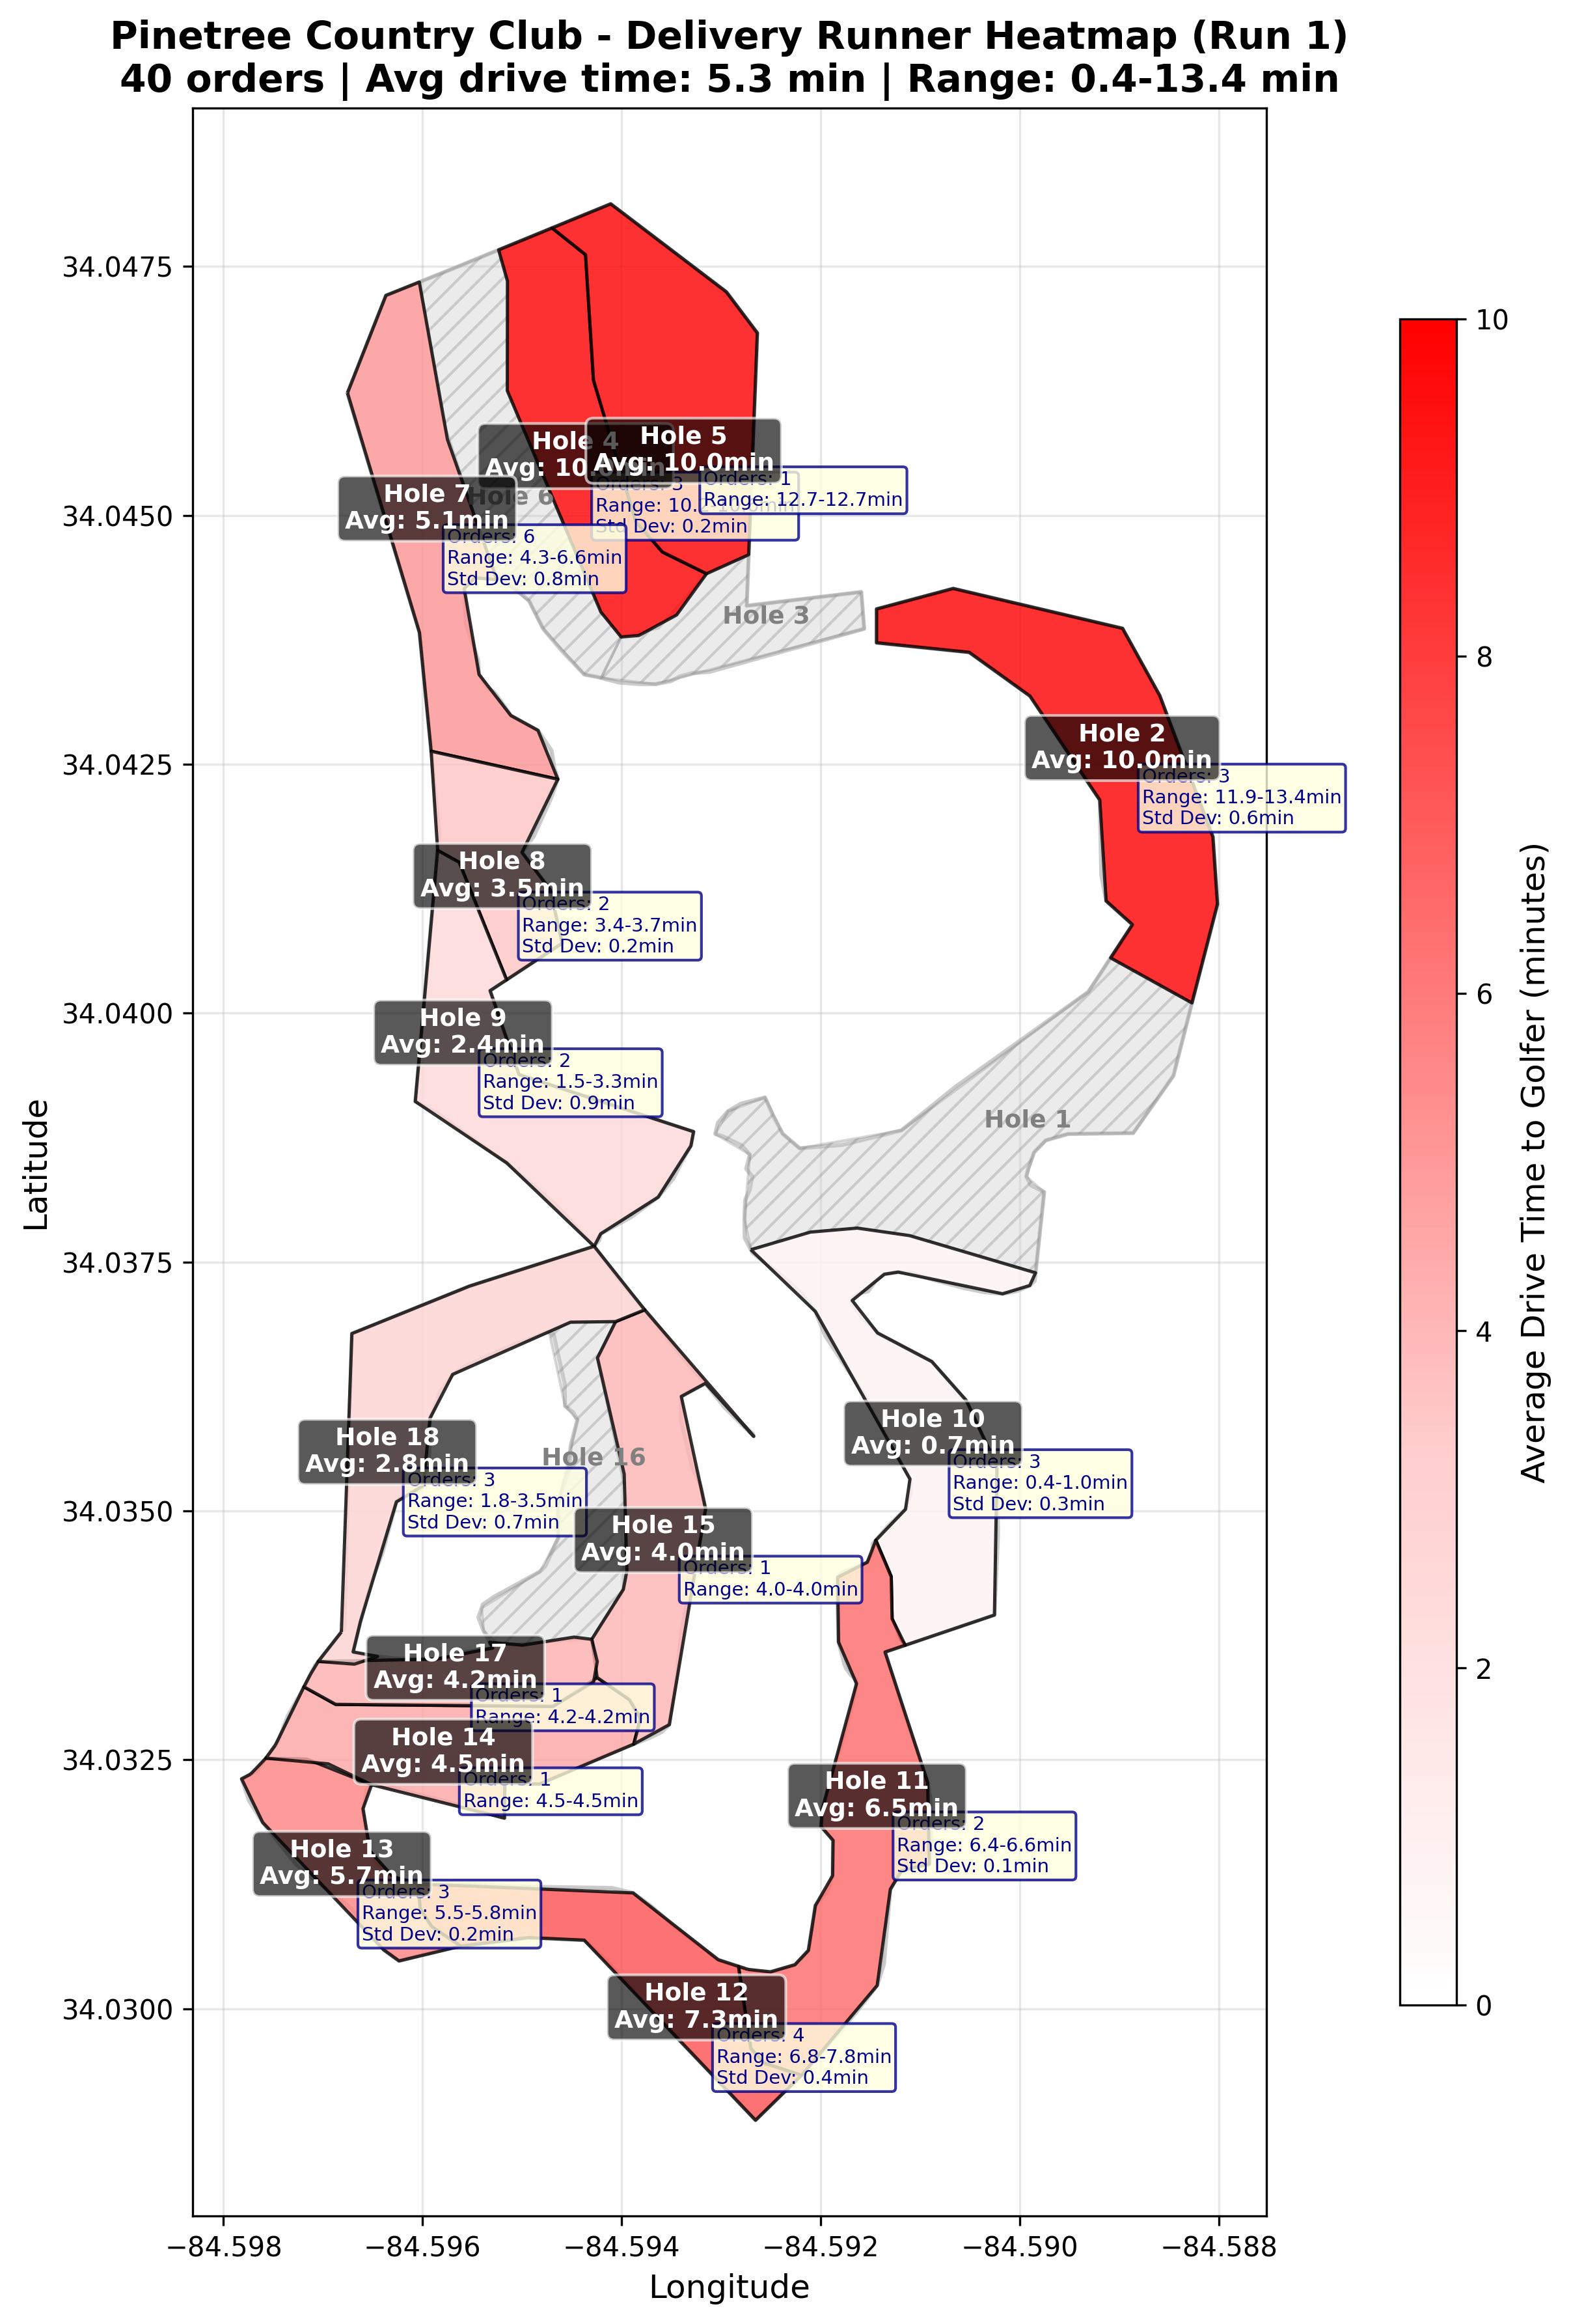 Pinetree Country Club - Delivery Runner Heatmap (Run 1)
40 orders | Avg drive time: 5.3 min | Range: 0.4-13.4 min
Latitude
34.0475
34.0450
34.0425
34.0400
34.0375
34.0350
34.0325
34.0300
Hole 4
Avg:
Hole 5
Avg: 10.0min
Orders: 3
Range:
Std Dev: 0.2min
Orders: 1
Range: 12.7-12.7min
Hole 7
Avg: 5.1min
Hole 6
Orders: 6
Range: 4.3-6.6min
Std Dev: 0.8min
Hole 3
Hole 2
Avg: 10.0min
Orders: 3
Range: 11.9-13.4min
Std Dev: 0.6min
Hole 8
Avg: 3.5min
Orders: 2
Range: 3.4-3.7min
Std Dev: 0.2min
Hole 9
Avg: 2.4min
Orders: 2
Range: 1.5-3.3min
Std Dev: 0.9min
Hole 1
Hole 10
Avg: 0.7min
Orders: 3
Range: 0.4-1.0min
Std Dev: 0.3min
Hole 18
Avg: 2.8min
Orders: 3
Range: 1.8-3.5min
Std Dev: 0.7min
Hole 16
Hole 15
Avg: 4.0min
Orders: 1
Range: 4.0-4.0min
Hole 17
Avg: 4.2min
Orders: 1
Range: 4.2-4.2min
Hole 14
Avg: 4.5min
Orders: 1
Range: 4.5-4.5min
Hole 11
Avg: 6.5min
Orders: 2
Range: 6.4-6.6min
Std Dev: 0.1min
Hole 13
Avg: 5.7min
Orders: 3
Range: 5.5-5.8min
Std Dev: 0.2min
Hole 12
Avg: 7.3min
Orders: 4
Range: 6.8-7.8min
Std Dev: 0.4min
−84.598
−84.596
−84.594
−84.592
−84.590
−84.588
Longitude
10
8
6
4
2
0
Average Drive Time to Golfer (minutes)